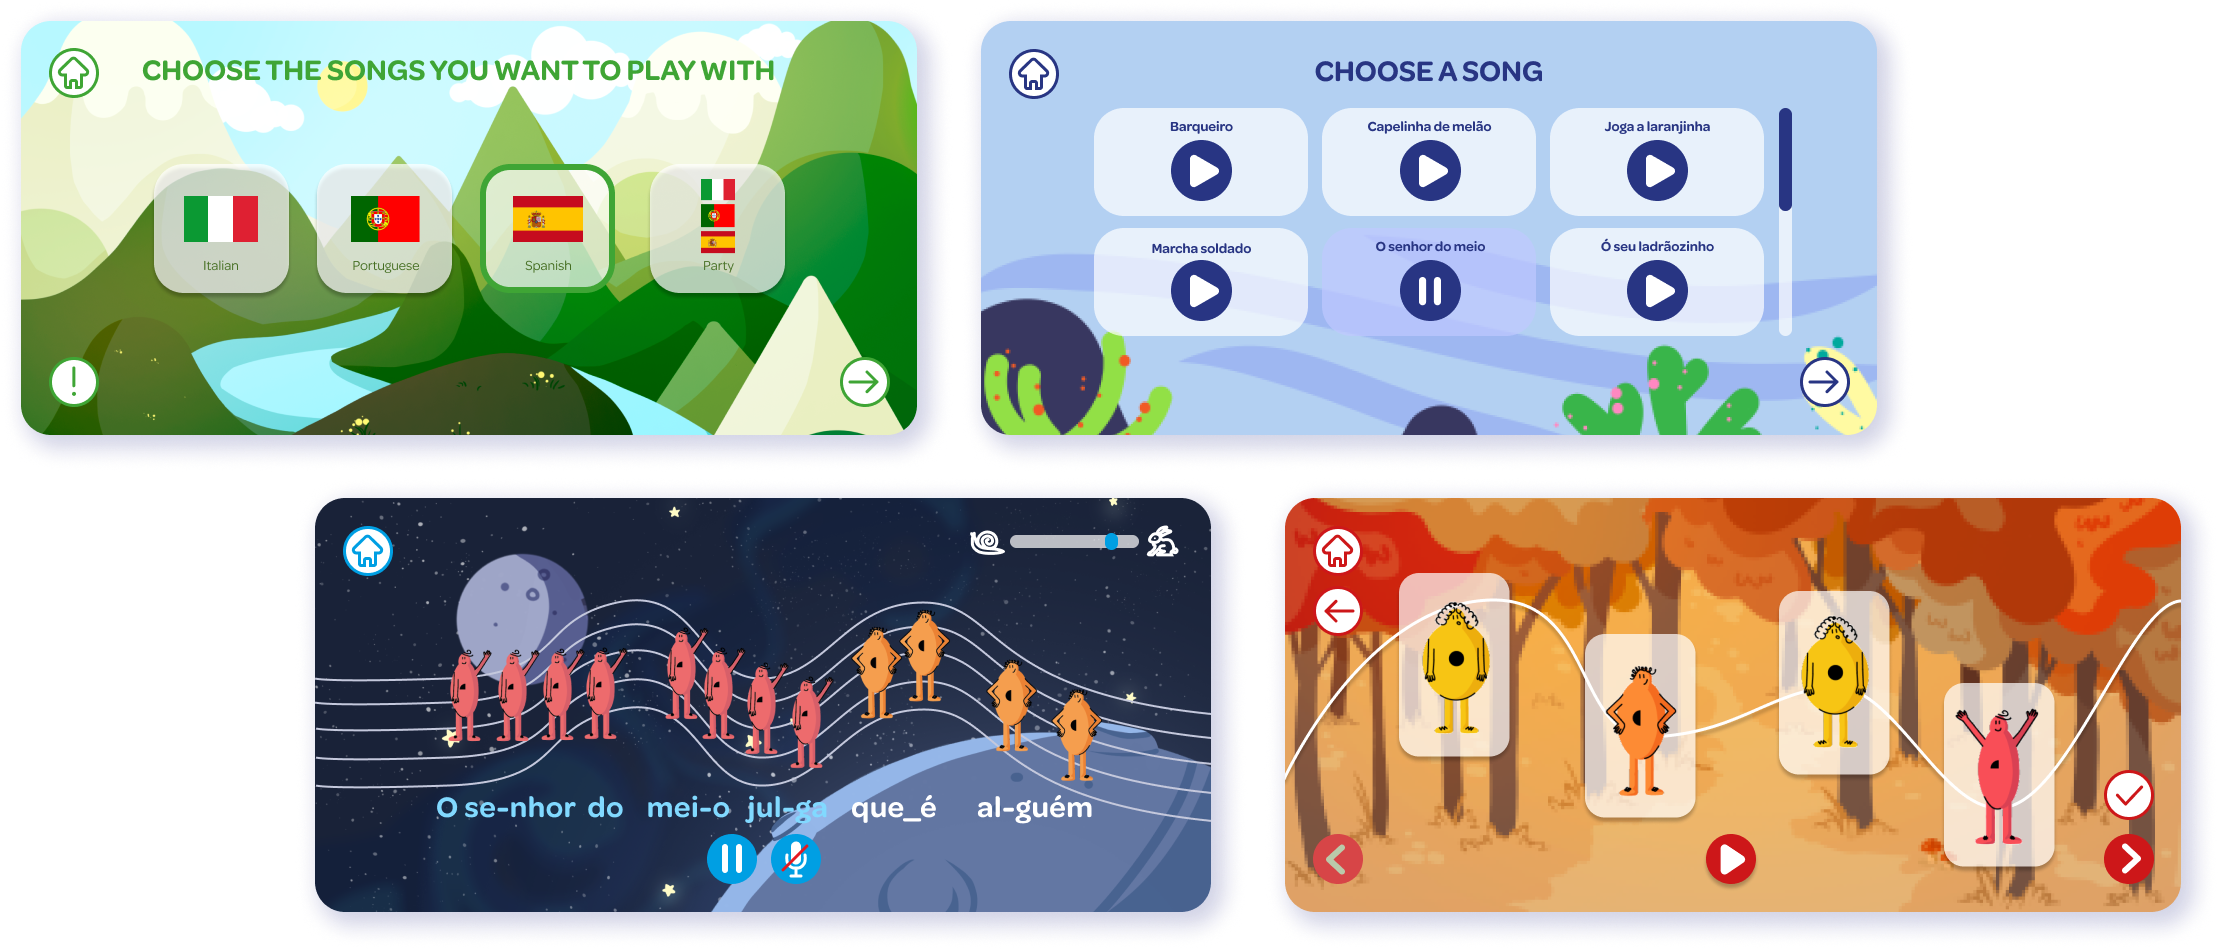 CHOOSE THE SONGS YOU WANT TO PLAY WITH
Italian
Portuguese
Spanish
Party
CHOOSE A SONG
Barqueiro
Capelinha de melão
Joga a laranjinha
Marcha soldado
O senhor do meio
Ó seu ladrãozinho
O se-nhor do mei-o jul-ga que_é al-guém